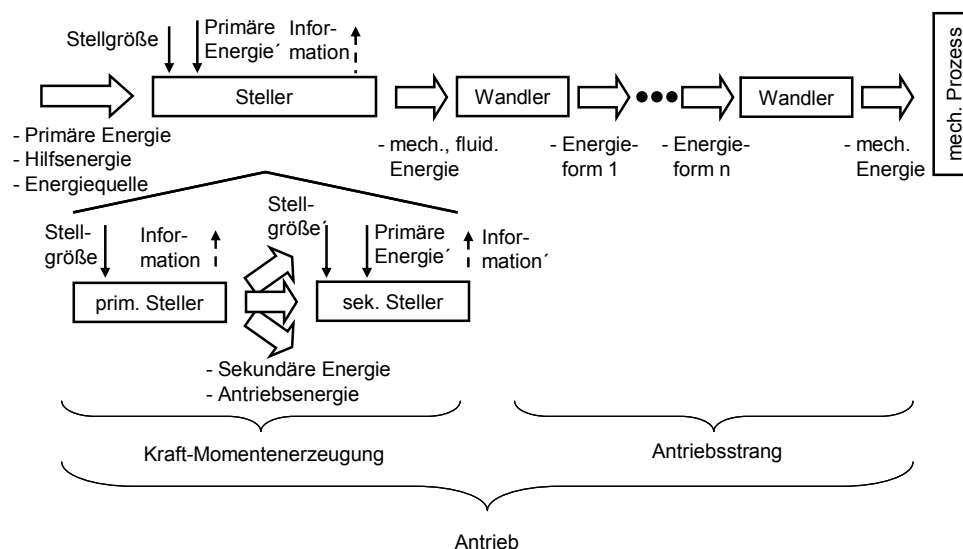 Stellgröße
Primäre
Energie´
Infor-
mation
Steller
Wandler
Wandler
mech. Prozess
- Primäre Energie
- Hilfsenergie
- Energiequelle
- mech., fluid.
Energie
- Energie-
form 1
- Energie-
form n
- mech.
Energie
Stell-
größe
Infor-
mation
Stell-
größe´
Primäre
Energie´
Infor-
mation´
prim. Steller
sek. Steller
- Sekundäre Energie
- Antriebsenergie
Kraft-Momentenerzeugung
Antriebsstrang
Antrieb